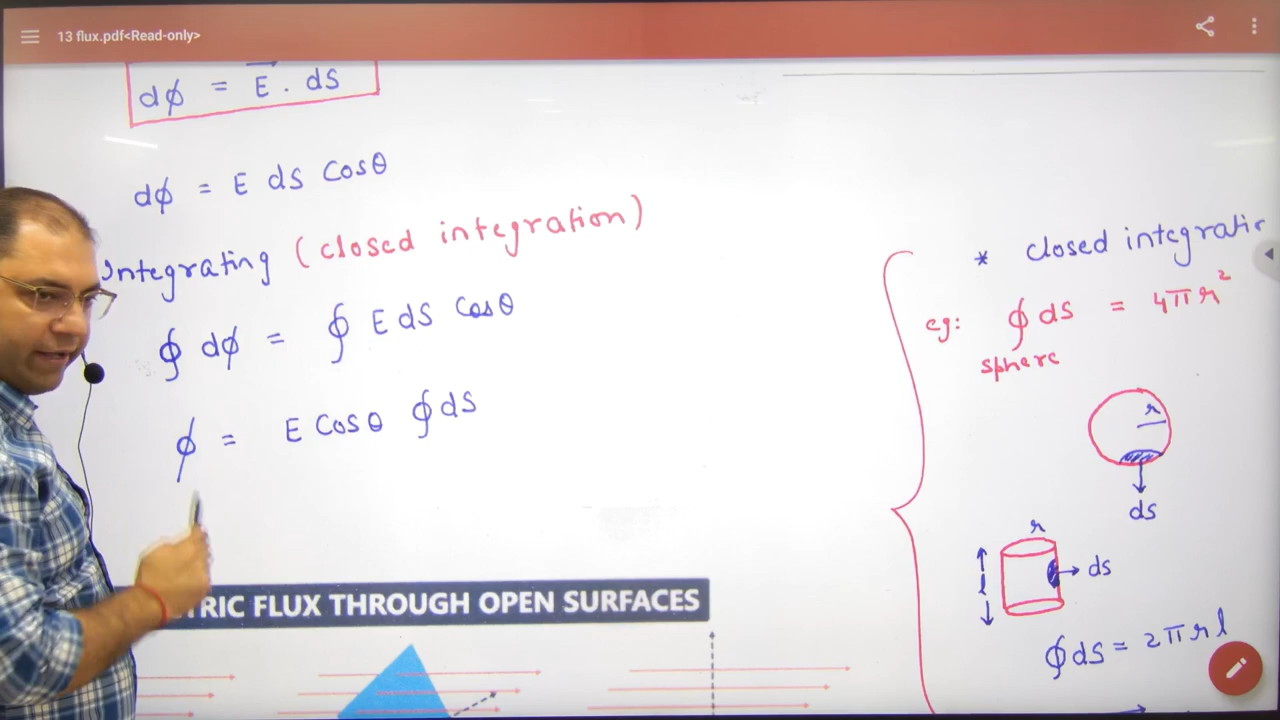 13 flux.pdf<Read-only>
dϕ = E⃗ . ds
dϕ = E ds Cosθ
Integrating (closed integration)
∮ dϕ = ∮ E ds Cosθ
ϕ = E Cosθ ∮ ds
FLUX THROUGH OPEN SURFACES
* closed integratio
eg: ∮ ds = 4πr²
sphere
r
ds
r
l
ds
∮ ds = 2πrl